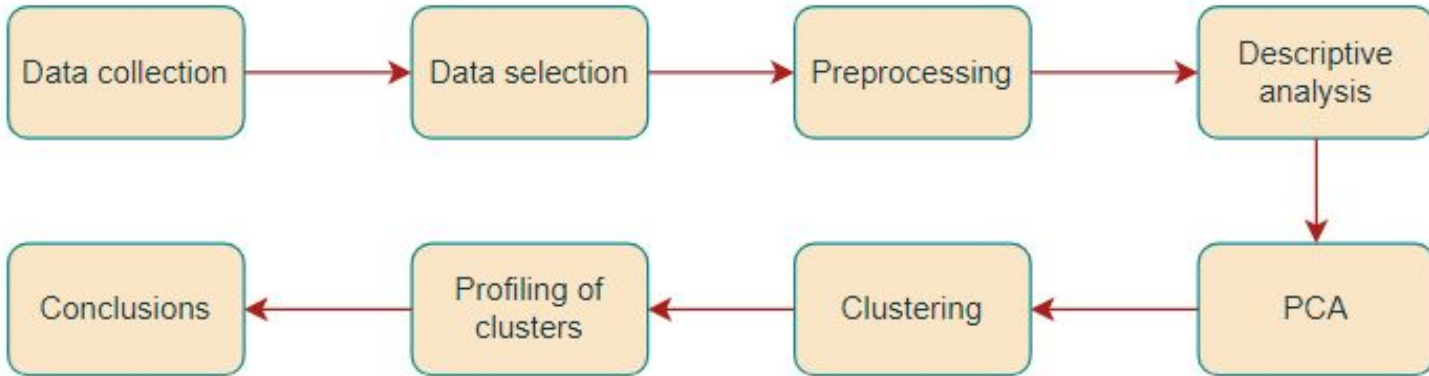 Data collection
Data selection
Preprocessing
Descriptive
analysis
PCA
Clustering
Profiling of
clusters
Conclusions